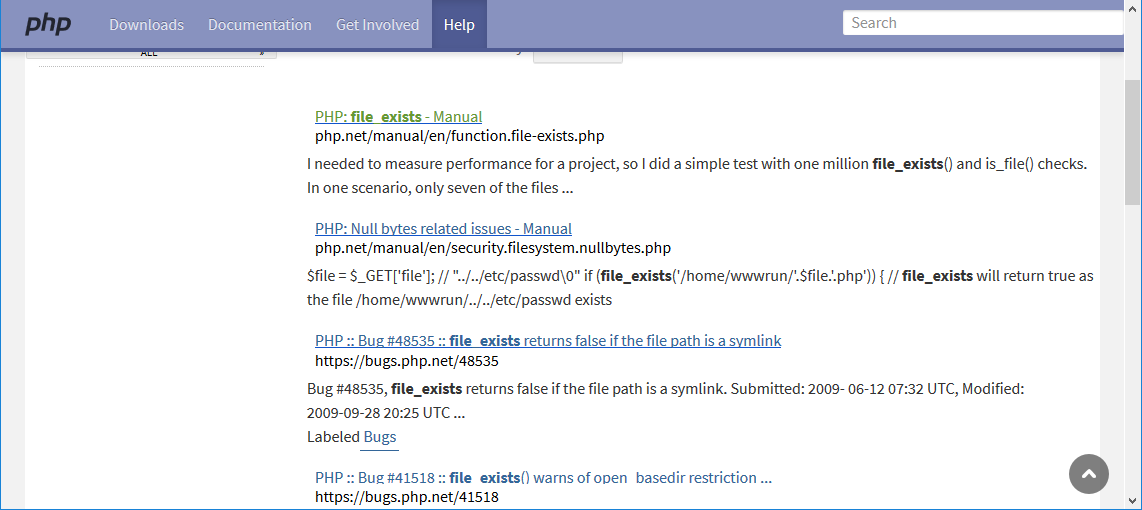 php Downloads Documentation Get Involved Help Search
ALL »
PHP: file_exists - Manual
php.net/manual/en/function.file-exists.php
I needed to measure performance for a project, so I did a simple test with one million file_exists() and is_file() checks.
In one scenario, only seven of the files ...
PHP: Null bytes related issues - Manual
php.net/manual/en/security.filesystem.nullbytes.php
$file = $_GET['file']; // "../../etc/passwd\0" if (file_exists('/home/wwwrun/'.$file.'.php')) { // file_exists will return true as
the file /home/wwwrun/../../etc/passwd exists
PHP :: Bug #48535 :: file_exists returns false if the file path is a symlink
https://bugs.php.net/48535
Bug #48535, file_exists returns false if the file path is a symlink. Submitted: 2009- 06-12 07:32 UTC, Modified:
2009-09-28 20:25 UTC ...
Labeled Bugs
PHP :: Bug #41518 :: file_exists() warns of open_basedir restriction ...
https://bugs.php.net/41518